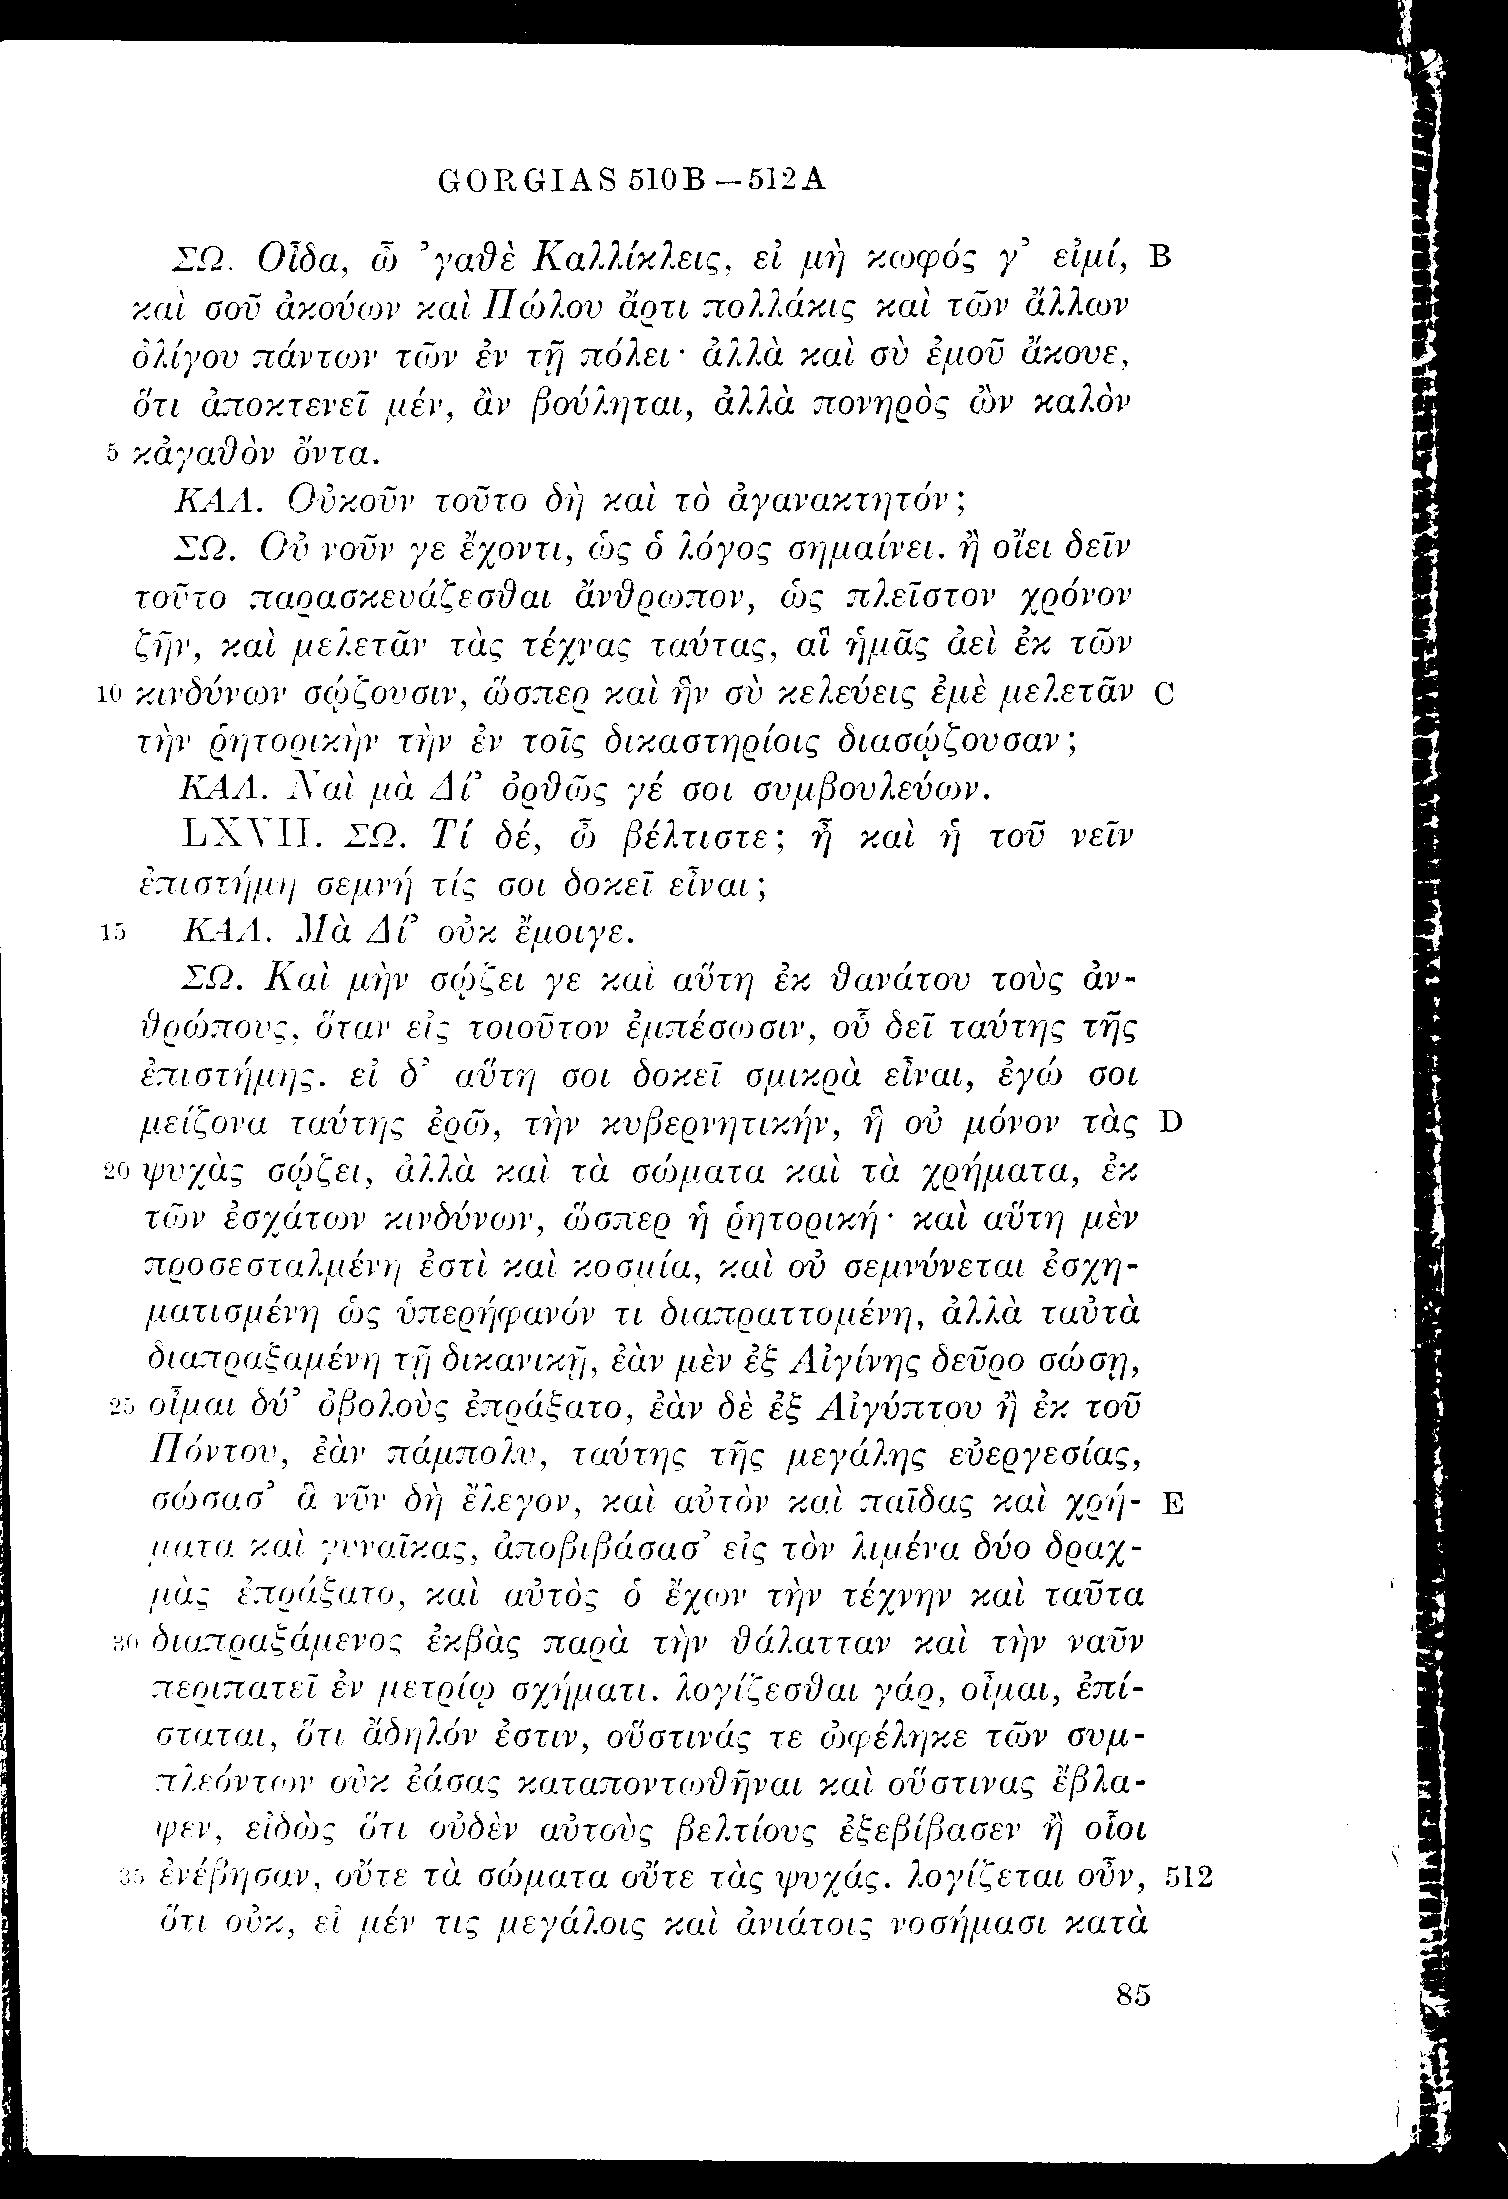 GORGIAS 510B — 512A
ΣΩ. Οἶδα, ὦ ’γαθὲ Καλλίκλεις, εἰ μὴ κωφός γ’ εἰμί, B
καὶ σοῦ ἀκούων καὶ Πώλου ἄρτι πολλάκις καὶ τῶν ἄλλων
ὀλίγου πάντων τῶν ἐν τῇ πόλει· ἀλλὰ καὶ σὺ ἐμοῦ ἄκουε,
ὅτι ἀποκτενεῖ μέν, ἂν βούληται, ἀλλὰ πονηρὸς ὢν καλὸν
5 κἀγαθὸν ὄντα.
ΚΑΛ. Οὐκοῦν τοῦτο δὴ καὶ τὸ ἀγανακτητόν;
ΣΩ. Οὐ νοῦν γε ἔχοντι, ὡς ὁ λόγος σημαίνει. ἢ οἴει δεῖν
τοῦτο παρασκευάζεσθαι ἄνθρωπον, ὡς πλεῖστον χρόνον
ζῆν, καὶ μελετᾶν τὰς τέχνας ταύτας, αἳ ἡμᾶς ἀεὶ ἐκ τῶν
10 κινδύνων σῴζουσιν, ὥσπερ καὶ ἣν σὺ κελεύεις ἐμὲ μελετᾶν C
τὴν ῥητορικὴν τὴν ἐν τοῖς δικαστηρίοις διασῴζουσαν;
ΚΑΛ. Ναὶ μὰ Δί’ ὀρθῶς γέ σοι συμβουλεύων.
LXVII. ΣΩ. Τί δέ, ὦ βέλτιστε; ἦ καὶ ἡ τοῦ νεῖν
ἐπιστήμη σεμνή τίς σοι δοκεῖ εἶναι;
15 ΚΑΛ. Μὰ Δί’ οὐκ ἔμοιγε.
ΣΩ. Καὶ μὴν σῴζει γε καὶ αὕτη ἐκ θανάτου τοὺς ἀν-
θρώπους, ὅταν εἰς τοιοῦτον ἐμπέσωσιν, οὗ δεῖ ταύτης τῆς
ἐπιστήμης. εἰ δ’ αὕτη σοι δοκεῖ σμικρὰ εἶναι, ἐγώ σοι
μείζονα ταύτης ἐρῶ, τὴν κυβερνητικήν, ἣ οὐ μόνον τὰς D
20 ψυχὰς σῴζει, ἀλλὰ καὶ τὰ σώματα καὶ τὰ χρήματα, ἐκ
τῶν ἐσχάτων κινδύνων, ὥσπερ ἡ ῥητορική· καὶ αὕτη μὲν
προσεσταλμένη ἐστὶ καὶ κοσμία, καὶ οὐ σεμνύνεται ἐσχη-
ματισμένη ὡς ὑπερήφανόν τι διαπραττομένη, ἀλλὰ ταὐτὰ
διαπραξαμένη τῇ δικανικῇ, ἐὰν μὲν ἐξ Αἰγίνης δεῦρο σώσῃ,
25 οἶμαι δύ’ ὀβολοὺς ἐπράξατο, ἐὰν δὲ ἐξ Αἰγύπτου ἢ ἐκ τοῦ
Πόντου, ἐὰν πάμπολυ, ταύτης τῆς μεγάλης εὐεργεσίας,
σώσασ’ ἃ νῦν δὴ ἔλεγον, καὶ αὐτὸν καὶ παῖδας καὶ χρή- E
ματα καὶ γυναῖκας, ἀποβιβάσασ’ εἰς τὸν λιμένα δύο δραχ-
μὰς ἐπράξατο, καὶ αὐτὸς ὁ ἔχων τὴν τέχνην καὶ ταῦτα
30 διαπραξάμενος ἐκβὰς παρὰ τὴν θάλατταν καὶ τὴν ναῦν
περιπατεῖ ἐν μετρίῳ σχήματι. λογίζεσθαι γάρ, οἶμαι, ἐπί-
σταται, ὅτι ἄδηλόν ἐστιν, οὕστινάς τε ὠφέληκε τῶν συμ-
πλεόντων οὐκ ἐάσας καταποντωθῆναι καὶ οὕστινας ἔβλα-
ψεν, εἰδὼς ὅτι οὐδὲν αὐτοὺς βελτίους ἐξεβίβασεν ἢ οἷοι
35 ἐνέβησαν, οὔτε τὰ σώματα οὔτε τὰς ψυχάς. λογίζεται οὖν, 512
ὅτι οὐκ, εἰ μέν τις μεγάλοις καὶ ἀνιάτοις νοσήμασι κατὰ
85